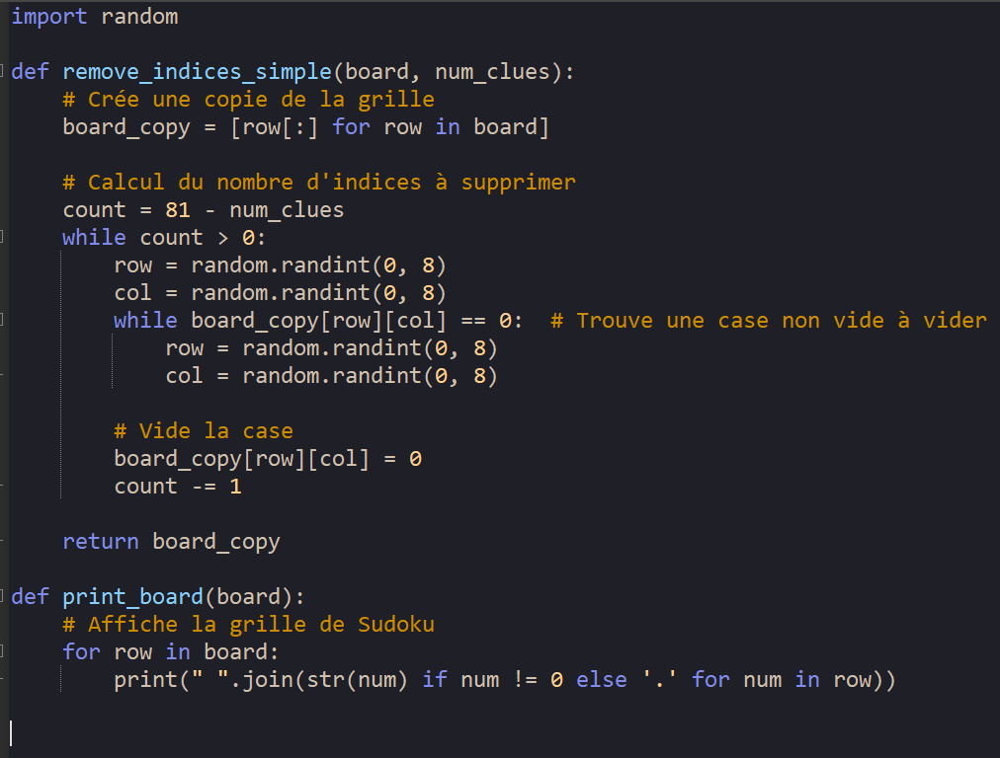 import random
def remove_indices_simple(board, num_clues):
# Crée une copie de la grille
board_copy = [row[:] for row in board]
# Calcul du nombre d'indices à supprimer
count = 81 - num_clues
while count > 0:
row = random.randint(0, 8)
col = random.randint(0, 8)
while board_copy[row][col] == 0:  # Trouve une case non vide à vider
row = random.randint(0, 8)
col = random.randint(0, 8)
# Vide la case
board_copy[row][col] = 0
count -= 1
return board_copy
def print_board(board):
# Affiche la grille de Sudoku
for row in board:
print(" ".join(str(num) if num != 0 else '.' for num in row))